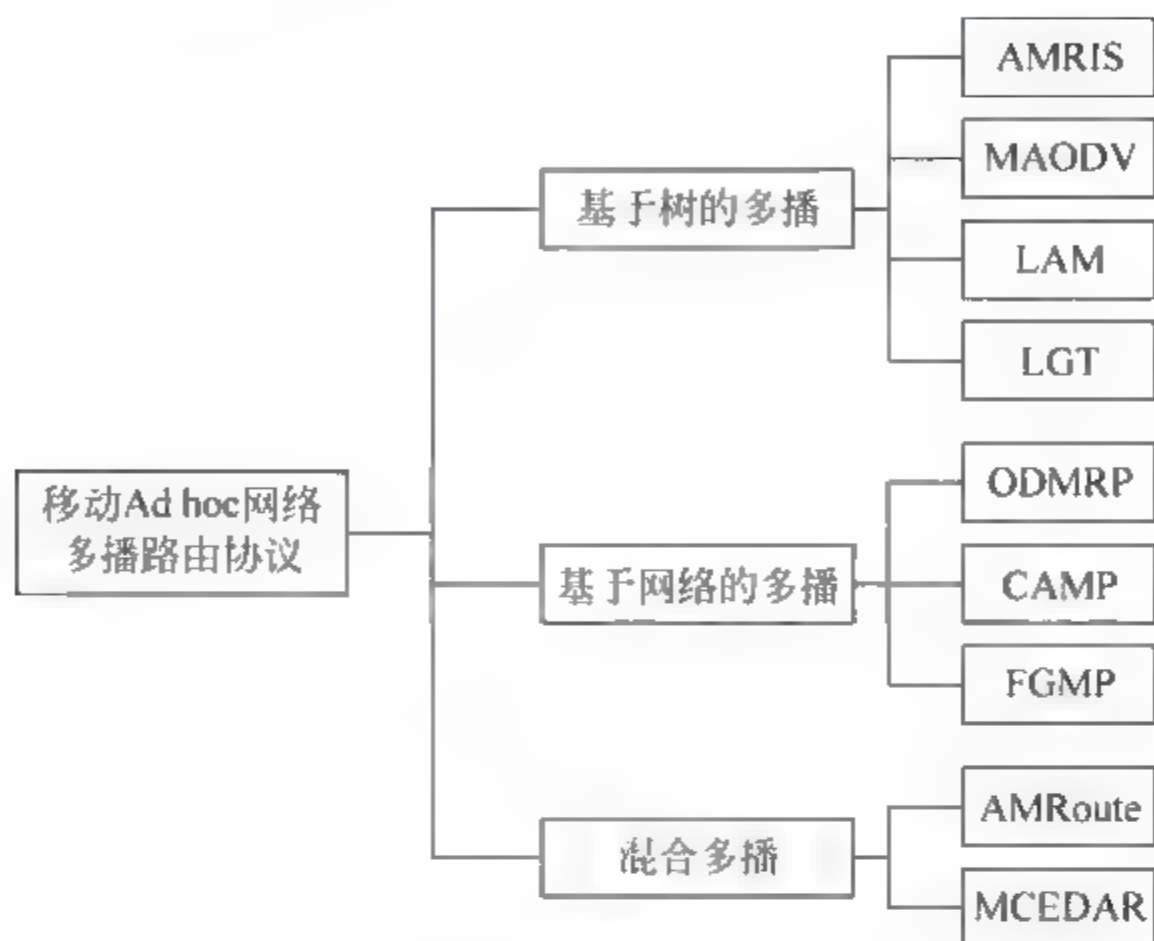 移动Ad hoc网络
多播路由协议
基于树的多播
AMRIS
MAODV
LAM
LGT
基于网络的多播
ODMRP
CAMP
FGMP
混合多播
AMRoute
MCEDAR